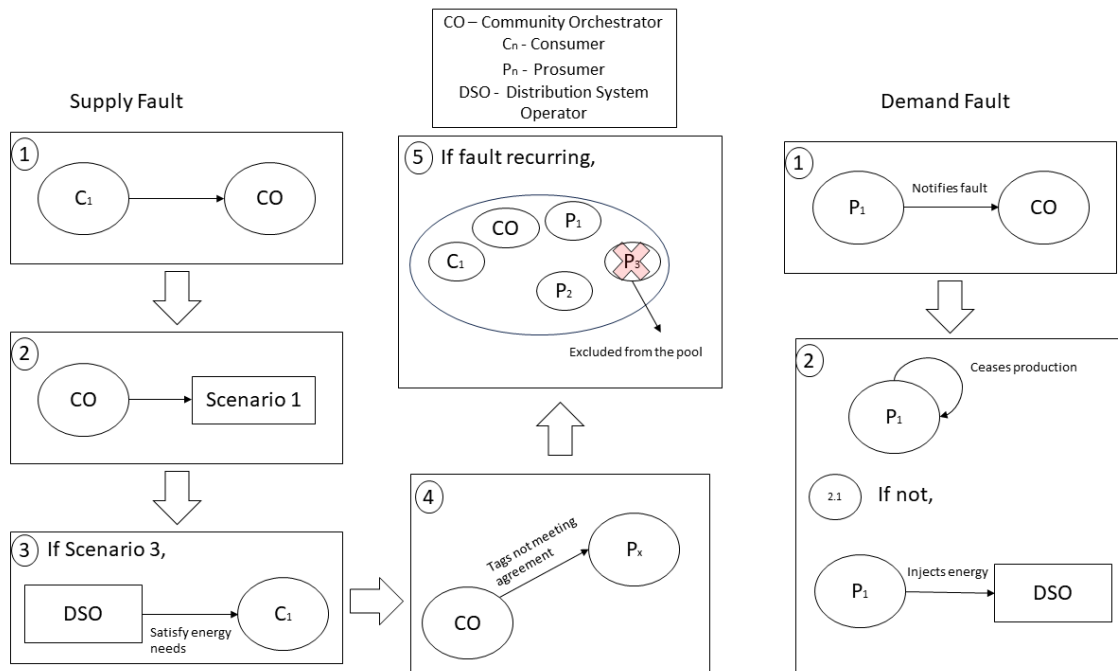 CO – Community Orchestrator
Cn - Consumer
Pn - Prosumer
DSO - Distribution System
Operator
Supply Fault
1
C1
CO
2
CO
Scenario 1
3 If Scenario 3,
DSO
C1
Satisfy energy
needs
4
Tags not meeting
agreement
CO
Px
5 If fault recurring,
CO
P1
C1
P3
P2
Excluded from the pool
Demand Fault
1
P1
Notifies fault
CO
2
Ceases production
P1
2.1 If not,
P1
Injects energy
DSO